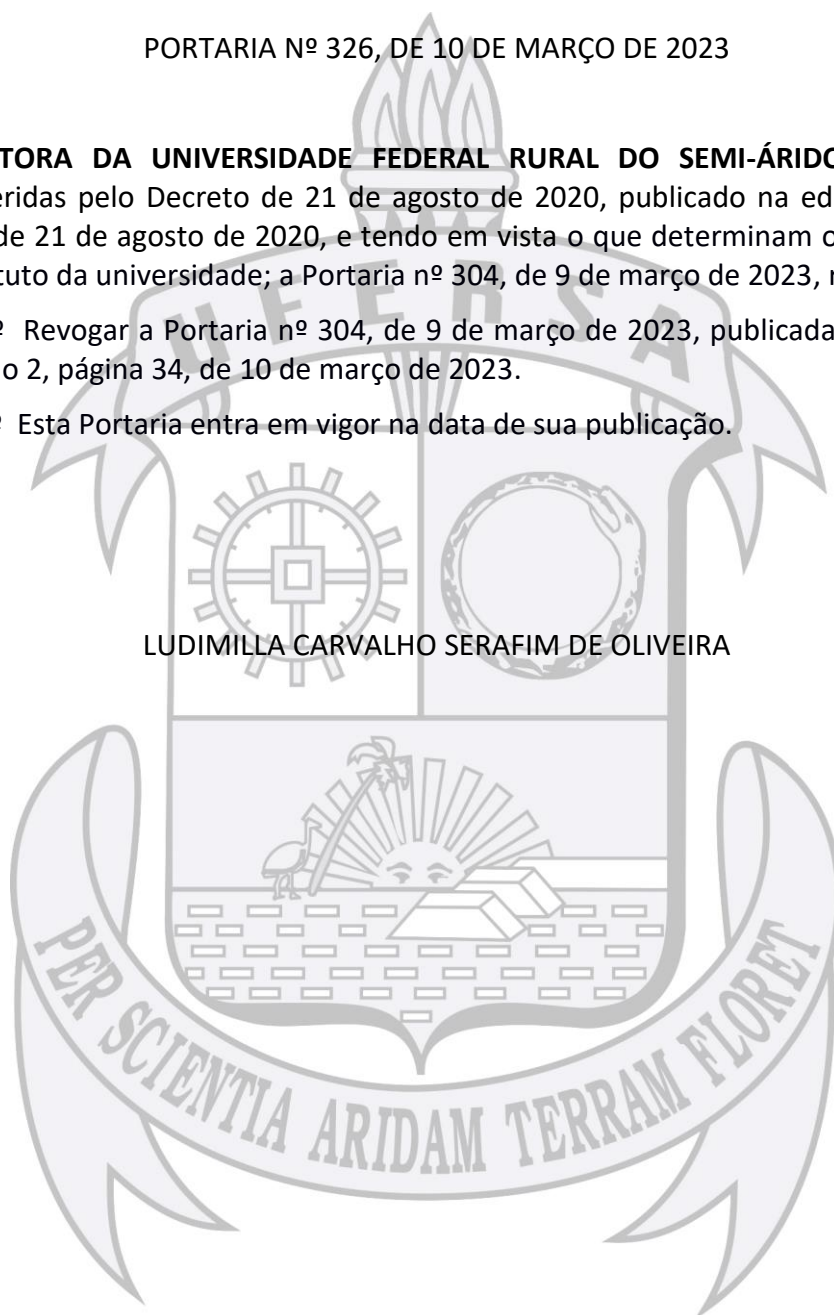 PORTARIA Nº 326, DE 10 DE MARÇO DE 2023
TORA DA UNIVERSIDADE FEDERAL RURAL DO SEMI-ÁRIDO
eridas pelo Decreto de 21 de agosto de 2020, publicado na ed
de 21 de agosto de 2020, e tendo em vista o que determinam o
tuto da universidade; a Portaria nº 304, de 9 de março de 2023,
º Revogar a Portaria nº 304, de 9 de março de 2023, publicada
o 2, página 34, de 10 de março de 2023.
º Esta Portaria entra em vigor na data de sua publicação.
UFERSA
LUDIMILLA CARVALHO SERAFIM DE OLIVEIRA
PER SCIENTIA ARIDAM TERRAM FLORET